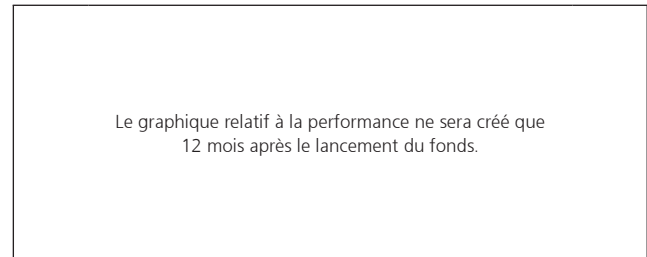 Le graphique relatif à la performance ne sera créé que
12 mois après le lancement du fonds.